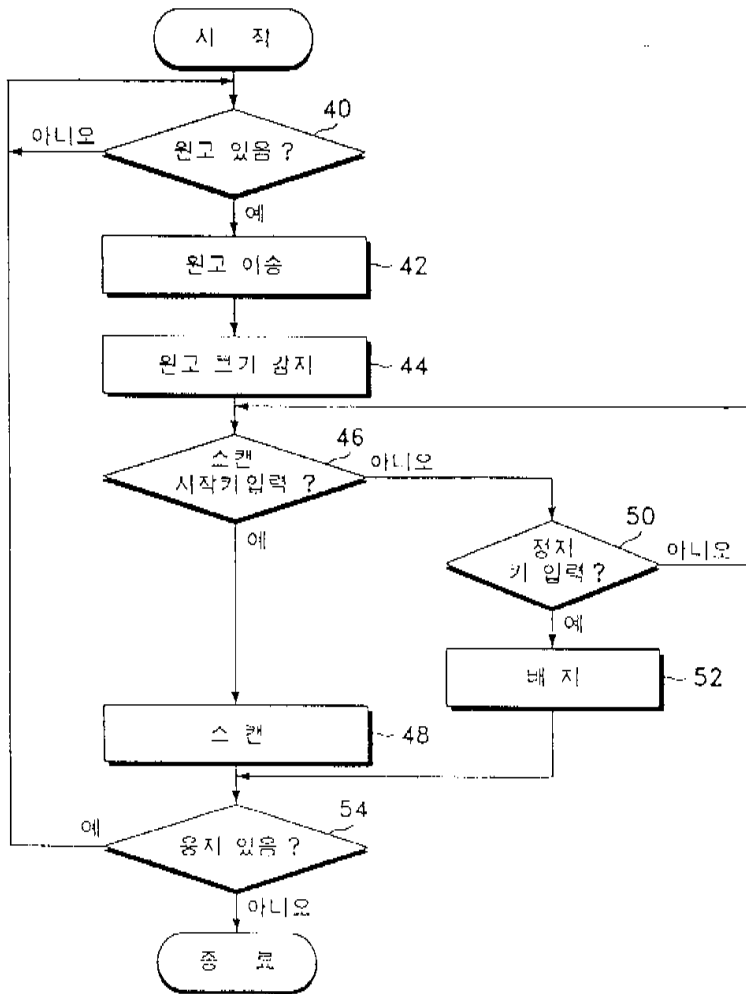 시 작
40
아니오
원고 있음 ?
예
원고 이송
42
원고 크기 감지
44
46
스캔
시작키입력 ?
아니오
예
50
정지
키 입력 ?
아니오
예
배 지
52
스 캔
48
54
예
용지 있음 ?
아니오
종 료